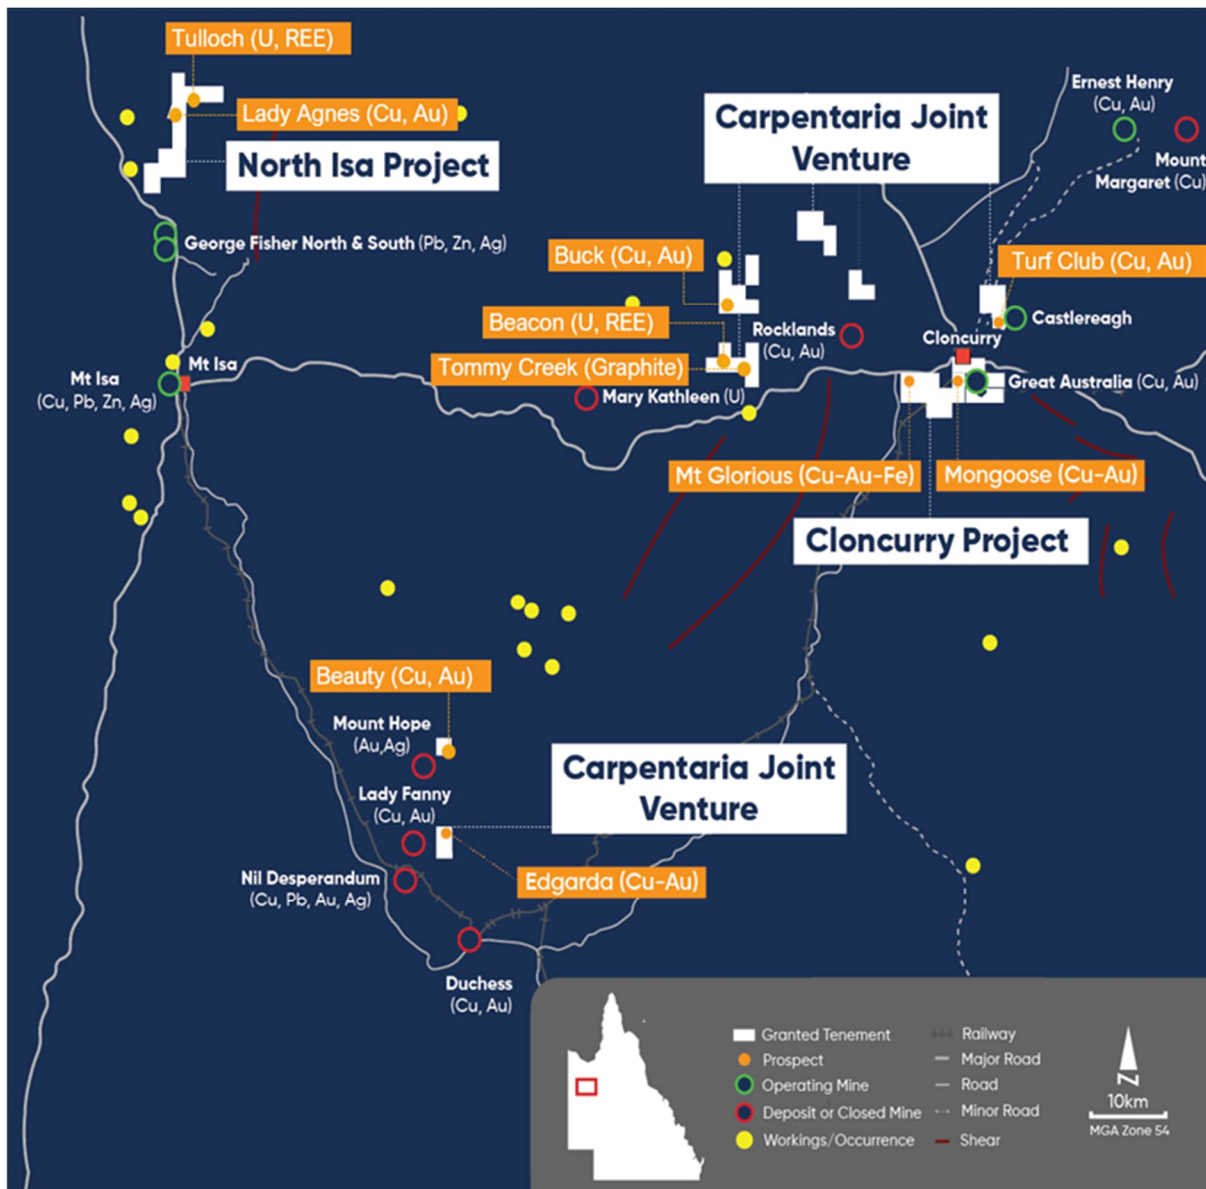 Tulloch (U, REE)
Lady Agnes (Cu, Au)
North Isa Project
George Fisher North & South (Pb, Zn, Ag)
Mt Isa
Mt Isa
(Cu, Pb, Zn, Ag)
Carpentaria Joint
Venture
Ernest Henry
(Cu, Au)
Mount
Margaret (Cu)
Buck (Cu, Au)
Turf Club (Cu, Au)
Beacon (U, REE)
Rocklands
(Cu, Au)
Castlereagh
Cloncurry
Tommy Creek (Graphite)
Mary Kathleen (U)
Great Australia (Cu, Au)
Mt Glorious (Cu-Au-Fe)
Mongoose (Cu-Au)
Cloncurry Project
Beauty (Cu, Au)
Mount Hope
(Au,Ag)
Carpentaria Joint
Venture
Lady Fanny
(Cu, Au)
Nil Desperandum
(Cu, Pb, Au, Ag)
Edgarda (Cu-Au)
Duchess
(Cu, Au)
Granted Tenement
Prospect
Operating Mine
Deposit or Closed Mine
Workings/Occurrence
Railway
Major Road
Road
Minor Road
Shear
N
10km
MGA Zone 54